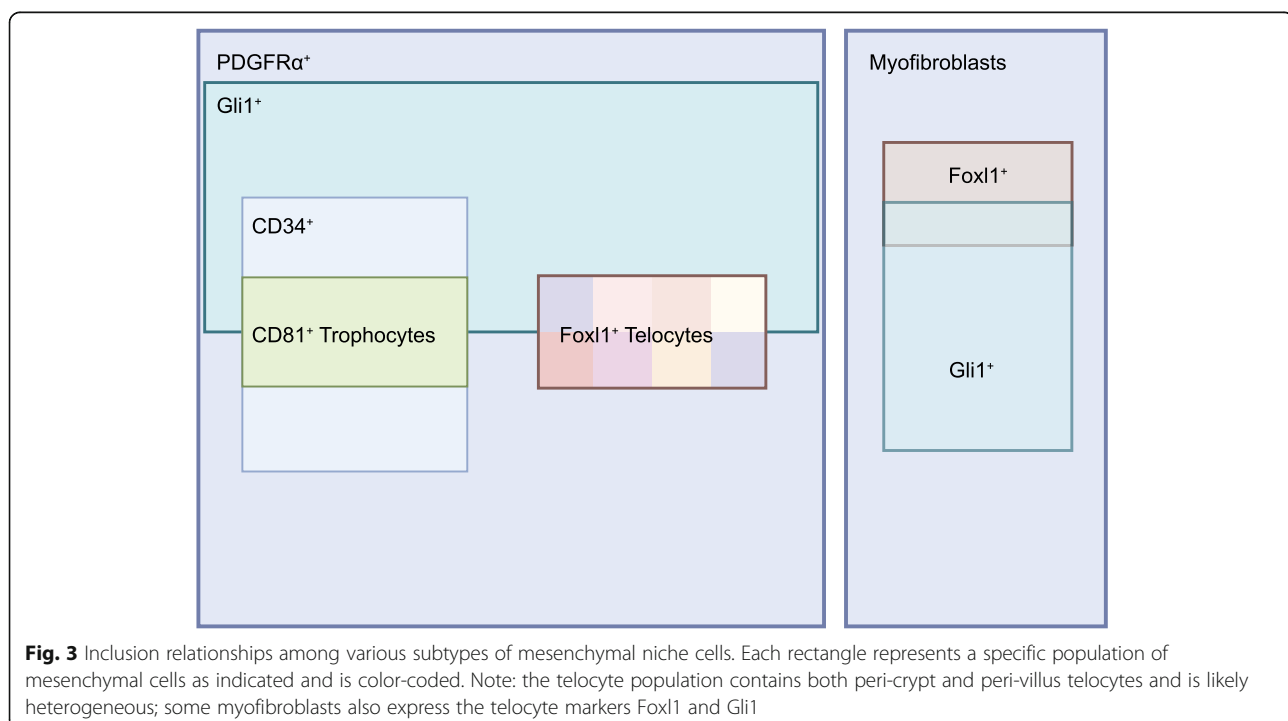 PDGFRα⁺
Myofibroblasts
Gli1⁺
Foxl1⁺
CD34⁺
CD81⁺ Trophocytes
Foxl1⁺ Telocytes
Gli1⁺
Fig. 3 Inclusion relationships among various subtypes of mesenchymal niche cells. Each rectangle represents a specific population of
mesenchymal cells as indicated and is color-coded. Note: the telocyte population contains both peri-crypt and peri-villus telocytes and is likely
heterogeneous; some myofibroblasts also express the telocyte markers Foxl1 and Gli1